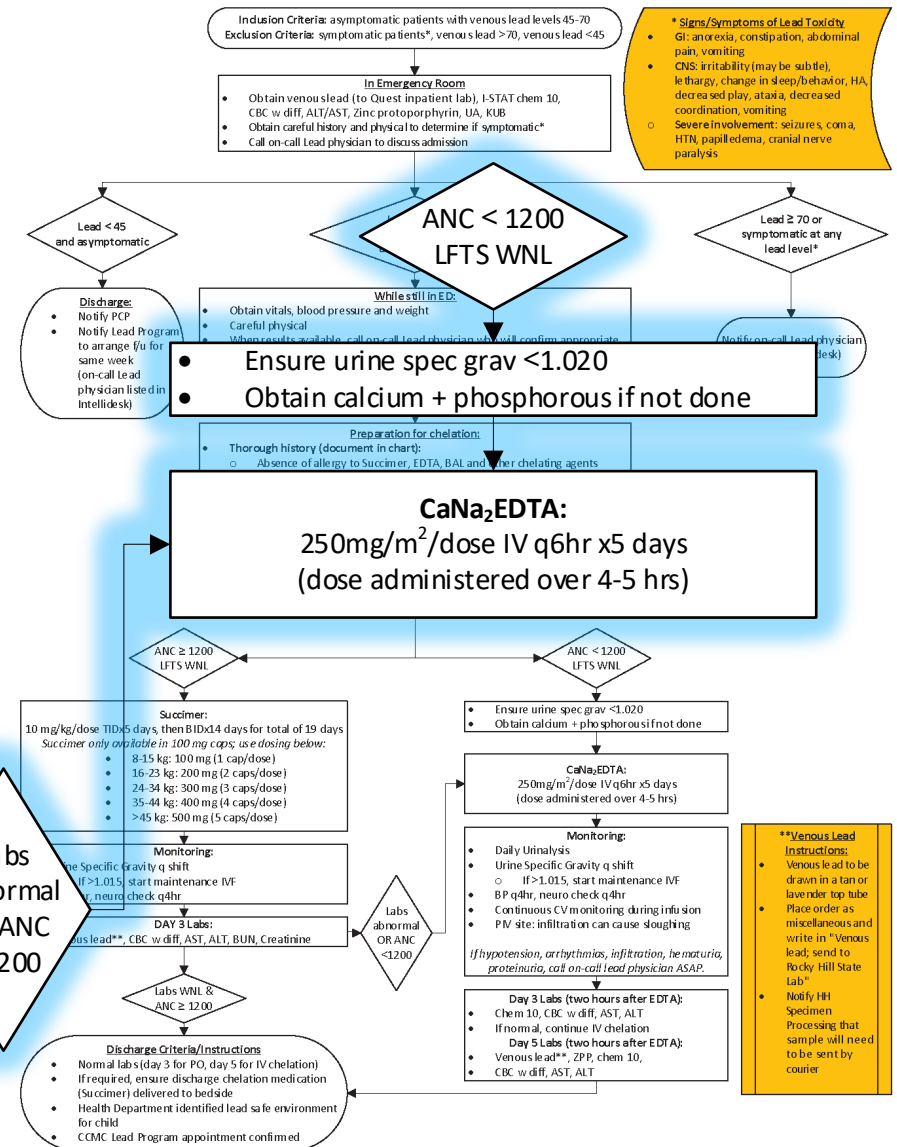 Inclusion Criteria: asymptomatic patients with venous lead levels 45-70
Exclusion Criteria: symptomatic patients*, venous lead >70, venous lead <45
* Signs/Symptoms of Lead Toxicity
• GI: anorexia, constipation, abdominal
pain, vomiting
• CNS: irritability (may be subtle),
lethargy, change in sleep/behavior, HA,
decreased play, ataxia, decreased
coordination, vomiting
○ Severe involvement: seizures, coma,
HTN, papilledema, cranial nerve
paralysis
In Emergency Room
• Obtain venous lead (to Quest inpatient lab), I-STAT chem 10,
CBC w diff, ALT/AST, Zinc protoporphyrin, UA, KUB
• Obtain careful history and physical to determine if symptomatic*
• Call on-call Lead physician to discuss admission
Lead <45
and asymptomatic
ANC < 1200
LFTS WNL
Lead ≥ 70 or
symptomatic at any
lead level*
Discharge:
• Notify PCP
• Notify Lead Program
to arrange f/u for
same week
(on-call Lead
physician listed in
Intellidesk)
While still in ED:
• Obtain vitals, blood pressure and weight
• Careful physical
• When results available, call on-call Lead physician who will confirm appropriate
Notify on-call Lead physician
• Ensure urine spec grav <1.020
• Obtain calcium + phosphorous if not done
Preparation for chelation:
• Thorough history (document in chart):
○ Absence of allergy to Succimer, EDTA, BAL and other chelating agents
CaNa₂EDTA:
250mg/m²/dose IV q6hr x5 days
(dose administered over 4-5 hrs)
ANC ≥ 1200
LFTS WNL
ANC < 1200
LFTS WNL
Succimer:
10 mg/kg/dose TIDx5 days, then BIDx14 days for total of 19 days
Succimer only available in 100 mg caps; use dosing below:
• 8-15 kg: 100 mg (1 cap/dose)
• 16-23 kg: 200 mg (2 caps/dose)
• 24-34 kg: 300 mg (3 caps/dose)
• 35-44 kg: 400 mg (4 caps/dose)
• >45 kg: 500 mg (5 caps/dose)
• Ensure urine spec grav <1.020
• Obtain calcium + phosphorous if not done
CaNa₂EDTA:
250mg/m²/dose IV q6hr x5 days
(dose administered over 4-5 hrs)
Monitoring:
Specific Gravity q shift
If >1.015, start maintenance IVF
neuro check q4hr
ANC
DAY 3 Labs:
lead**, CBC w diff, AST, ALT, BUN, Creatinine
Labs
abnormal
OR ANC
<1200
Labs WNL &
ANC ≥ 1200
Monitoring:
• Daily Urinalysis
• Urine Specific Gravity q shift
○ If >1.015, start maintenance IVF
• BP q4hr, neuro check q4hr
• Continuous CV monitoring during infusion
• PIV site: infiltration can cause sloughing
If hypotension, arrhythmias, infiltration, hematuria,
proteinuria, call on-call lead physician ASAP.
Day 3 Labs (two hours after EDTA):
• Chem 10, CBC w diff, AST, ALT
• If normal, continue IV chelation
Day 5 Labs (two hours after EDTA):
• Venous lead**, ZPP, chem 10,
• CBC w diff, AST, ALT
**Venous Lead
Instructions:
• Venous lead to be
drawn in a tan or
lavender top tube
• Place order as
miscellaneous and
write in "Venous
lead; send to
Rocky Hill State
Lab"
• Notify HH
Specimen
Processing that
sample will need
to be sent by
courier
Discharge Criteria/Instructions
• Normal labs (day 3 for PO, day 5 for IV chelation)
• If required, ensure discharge chelation medication
(Succimer) delivered to bedside
• Health Department identified lead safe environment
for child
• CCMC Lead Program appointment confirmed